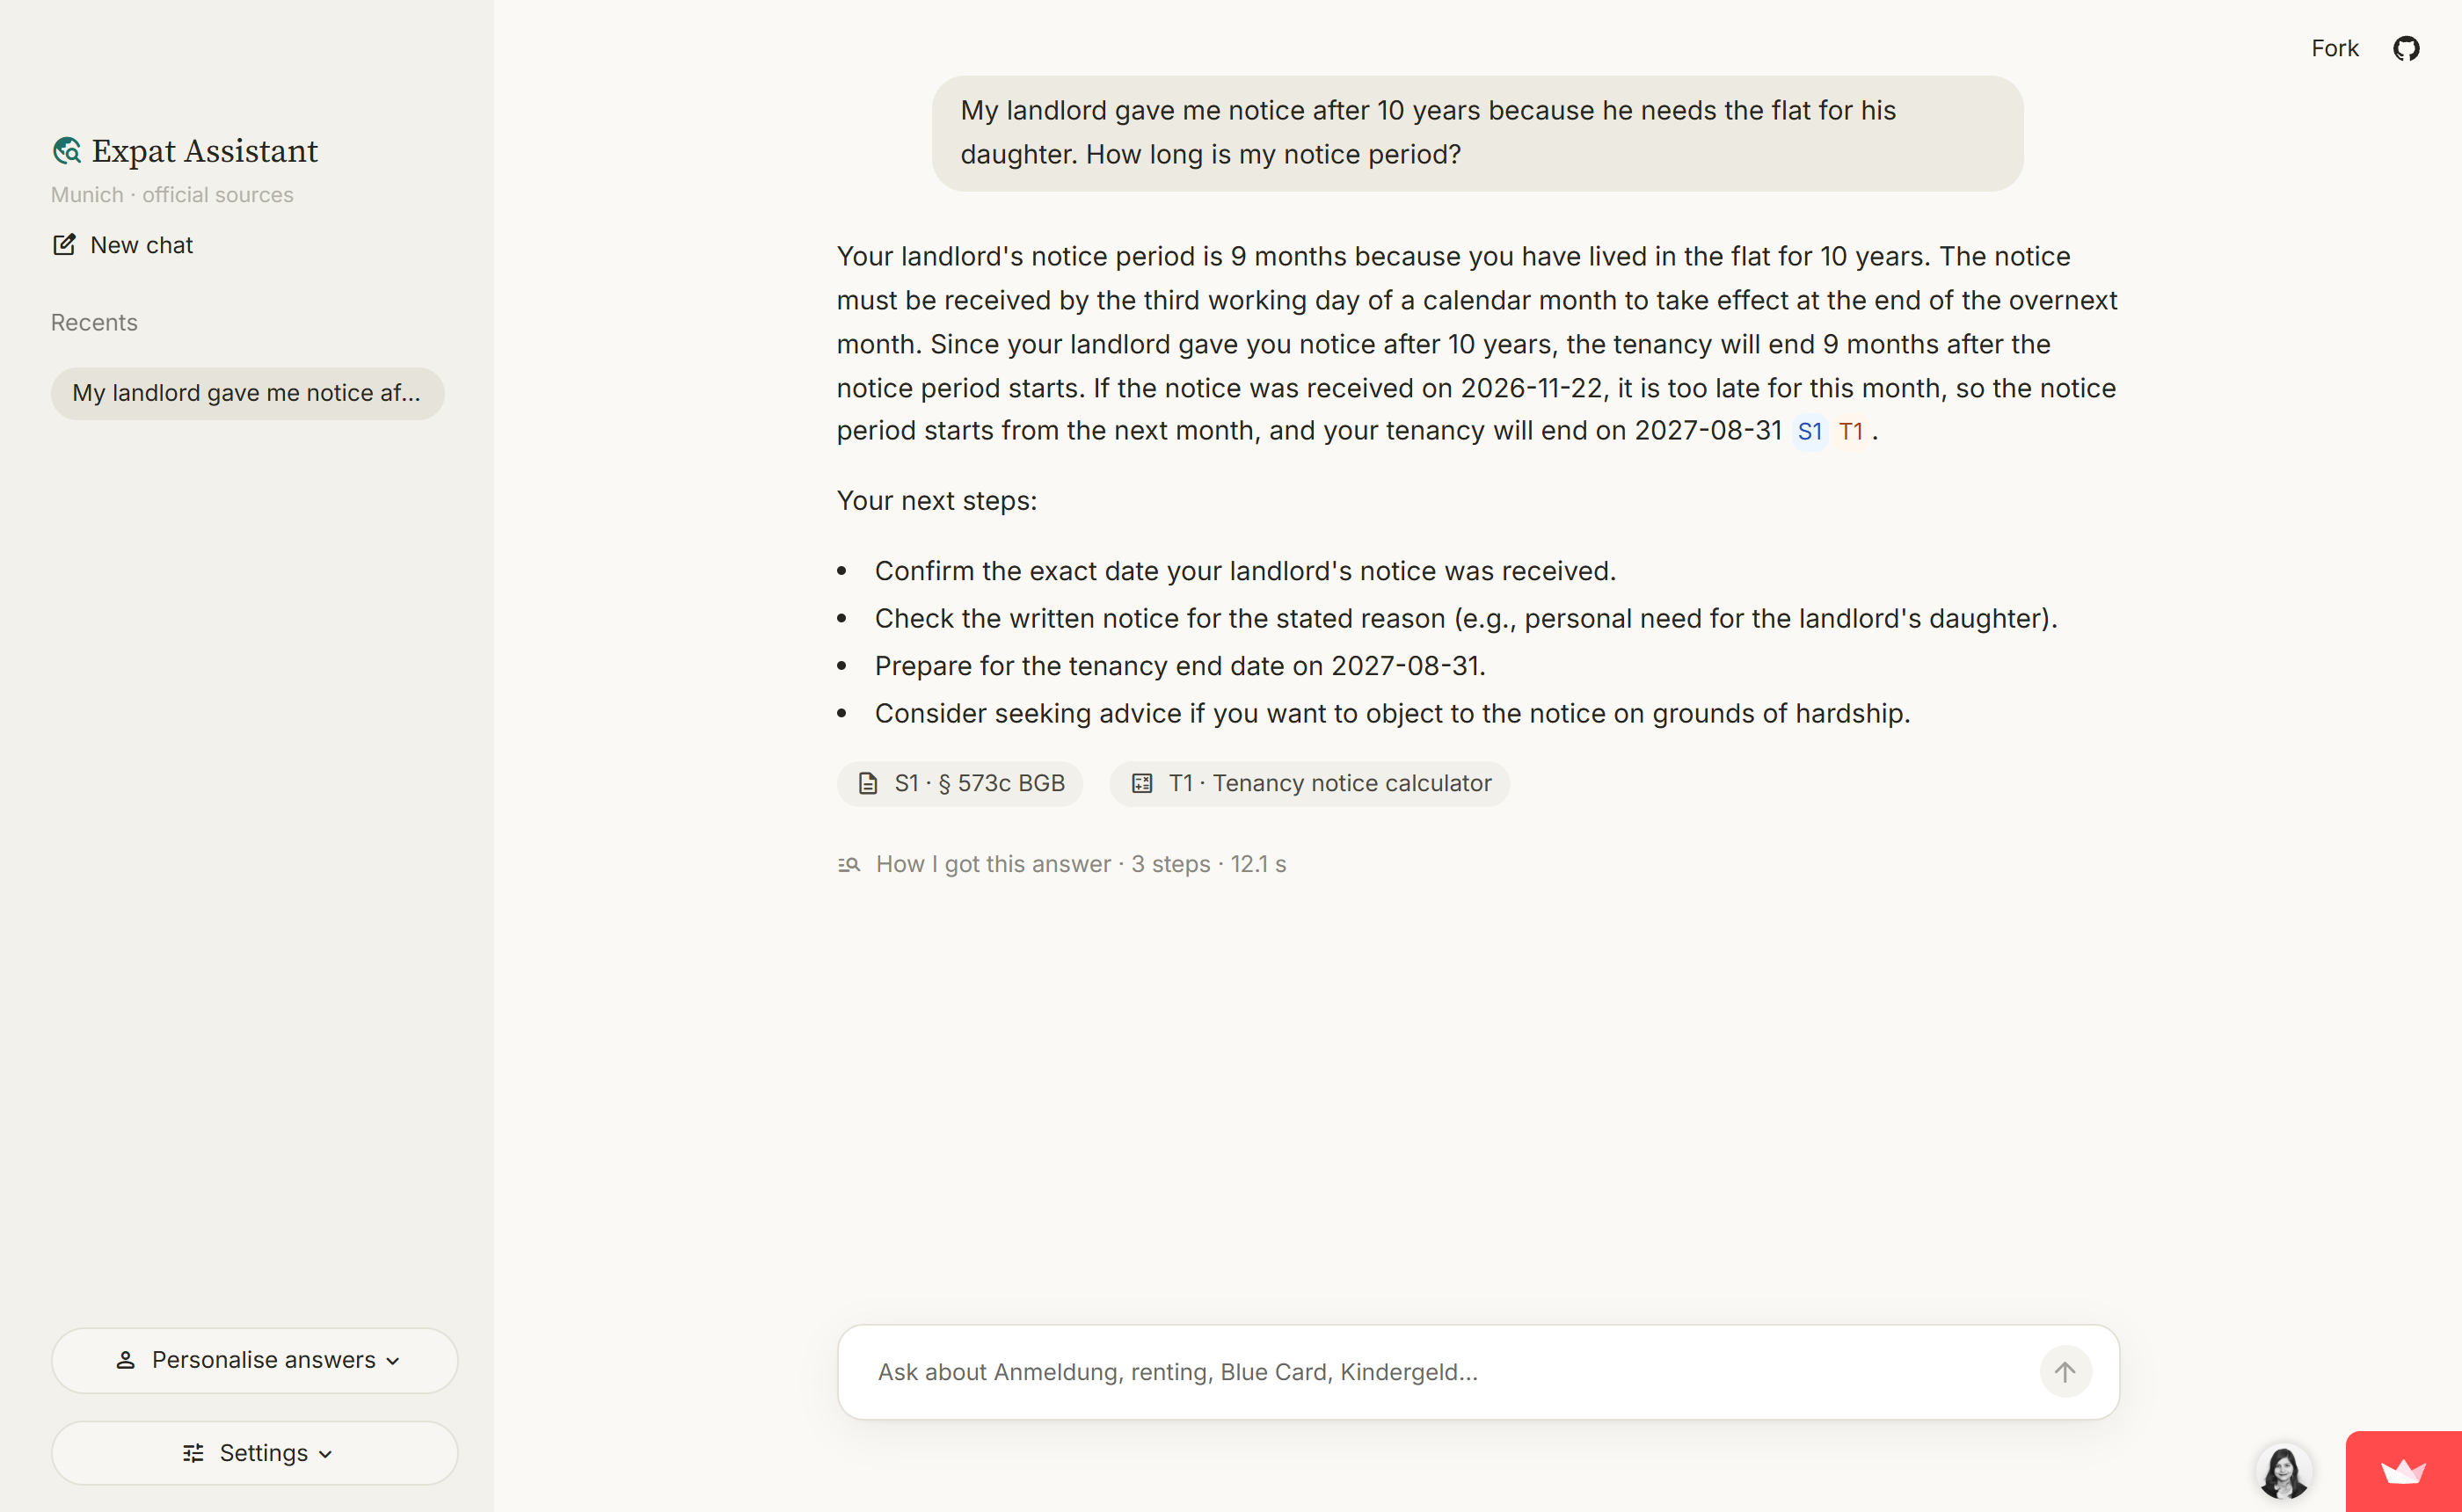 Fork
Expat Assistant
Munich · official sources
New chat
Recents
My landlord gave me notice af...
My landlord gave me notice after 10 years because he needs the flat for his
daughter. How long is my notice period?
Your landlord's notice period is 9 months because you have lived in the flat for 10 years. The notice
must be received by the third working day of a calendar month to take effect at the end of the overnext
month. Since your landlord gave you notice after 10 years, the tenancy will end 9 months after the
notice period starts. If the notice was received on 2026-11-22, it is too late for this month, so the notice
period starts from the next month, and your tenancy will end on 2027-08-31 S1 T1 .
Your next steps:
• Confirm the exact date your landlord's notice was received.
• Check the written notice for the stated reason (e.g., personal need for the landlord's daughter).
• Prepare for the tenancy end date on 2027-08-31.
• Consider seeking advice if you want to object to the notice on grounds of hardship.
S1 · § 573c BGB T1 · Tenancy notice calculator
How I got this answer · 3 steps · 12.1 s
Personalise answers
Settings
Ask about Anmeldung, renting, Blue Card, Kindergeld...